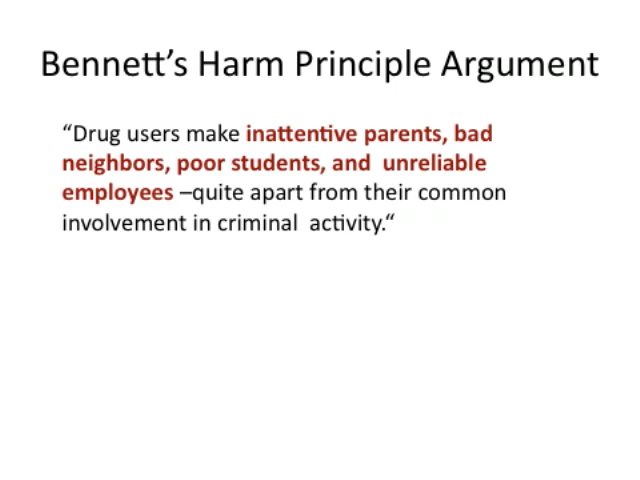 Bennett’s Harm Principle Argument
“Drug users make inattentive parents, bad
neighbors, poor students, and  unreliable
employees –quite apart from their common
involvement in criminal  activity.“